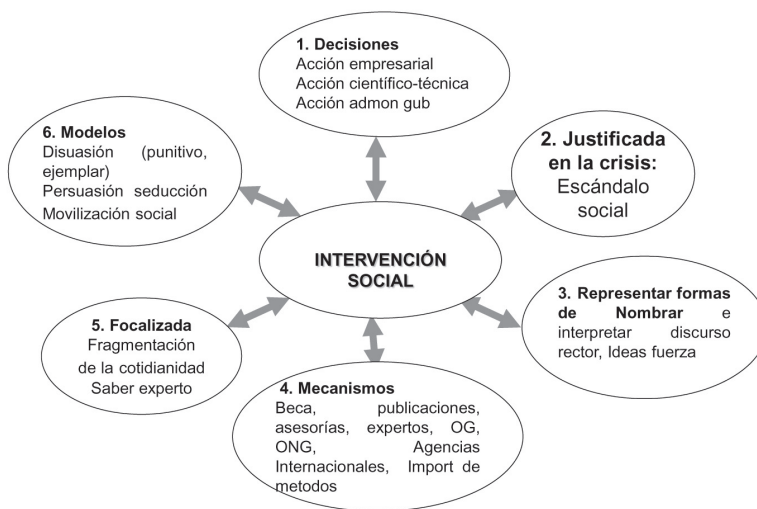 1. Decisiones
Acción empresarial
Acción científico-técnica
Acción admon gub
2. Justificada
en la crisis:
Escándalo
social
3. Representar formas
de Nombrar e
interpretar discurso
rector, Ideas fuerza
4. Mecanismos
Beca, publicaciones,
asesorías, expertos, OG,
ONG, Agencias
Internacionales, Import de
metodos
5. Focalizada
Fragmentación
de la cotidianidad
Saber experto
6. Modelos
Disuasión (punitivo,
ejemplar)
Persuasión seducción
Movilización social
INTERVENCIÓN
SOCIAL